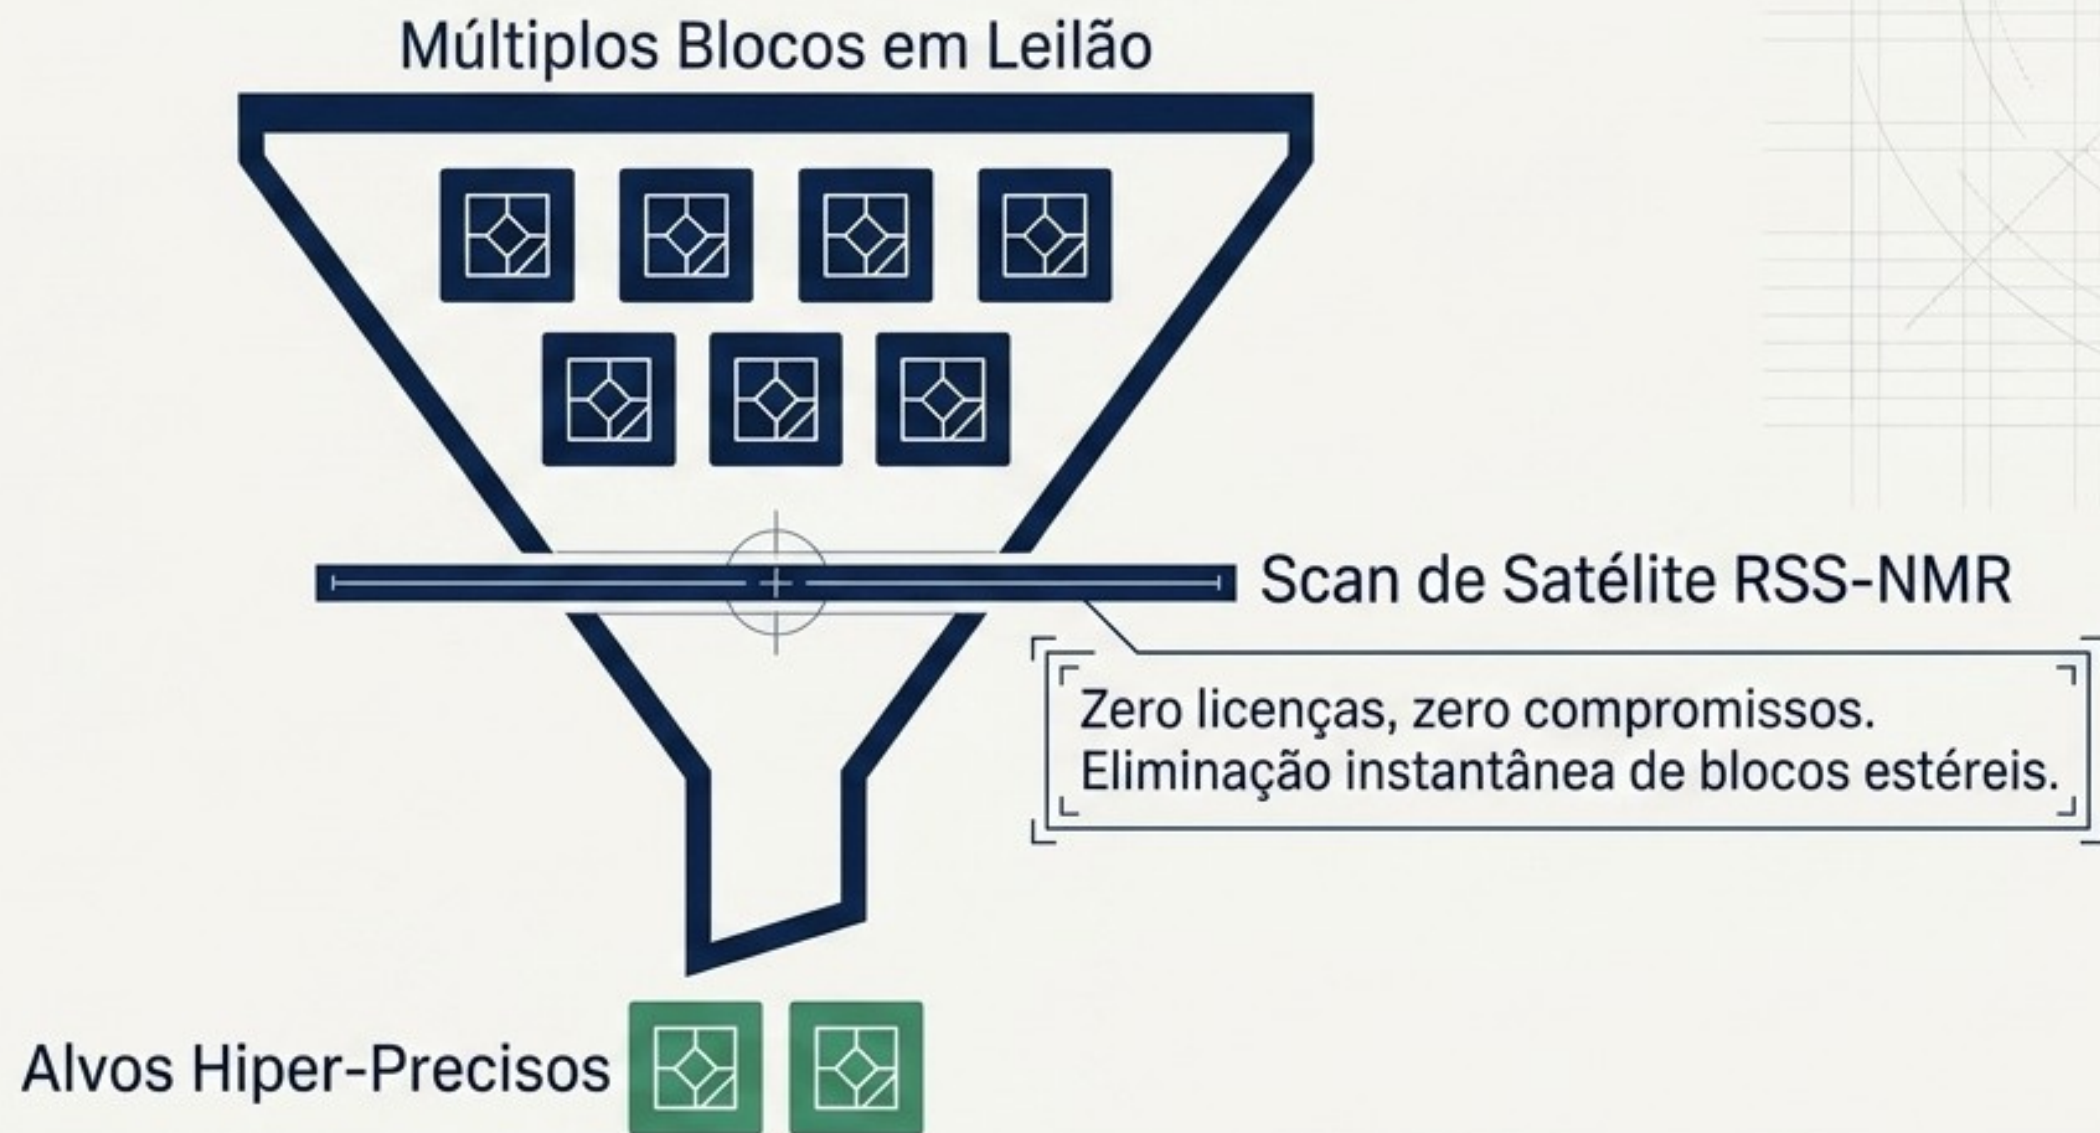 Múltiplos Blocos em Leilão
Scan de Satélite RSS-NMR
Zero licenças, zero compromissos.
Eliminação instantânea de blocos estéreis.
Alvos Hiper-Precisos